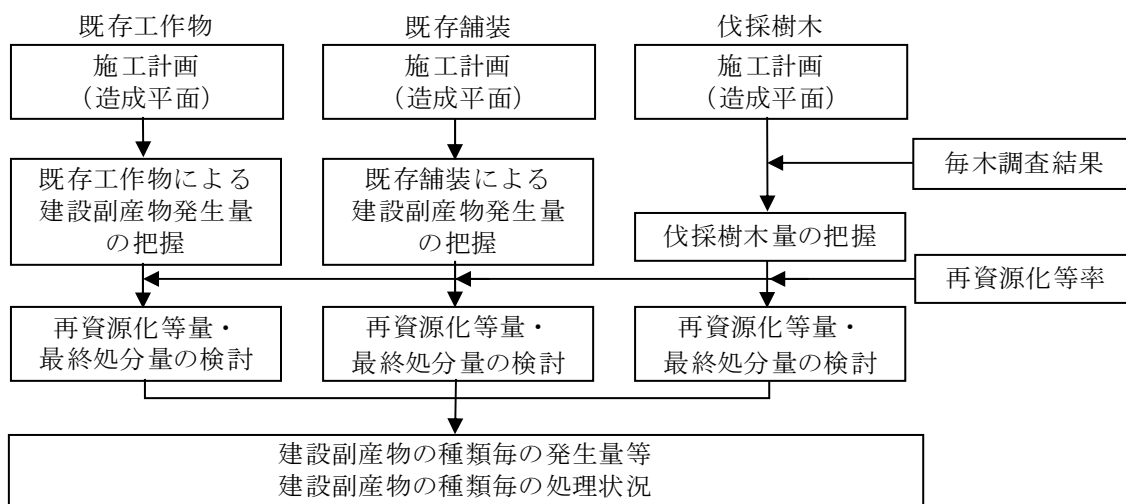 既存工作物
施工計画
（造成平面）
既存工作物による
建設副産物発生量
の把握
再資源化等量・
最終処分量の検討
既存舗装
施工計画
（造成平面）
既存舗装による
建設副産物発生量
の把握
再資源化等量・
最終処分量の検討
伐採樹木
施工計画
（造成平面）
毎木調査結果
伐採樹木量の把握
再資源化等率
再資源化等量・
最終処分量の検討
建設副産物の種類毎の発生量等
建設副産物の種類毎の処理状況